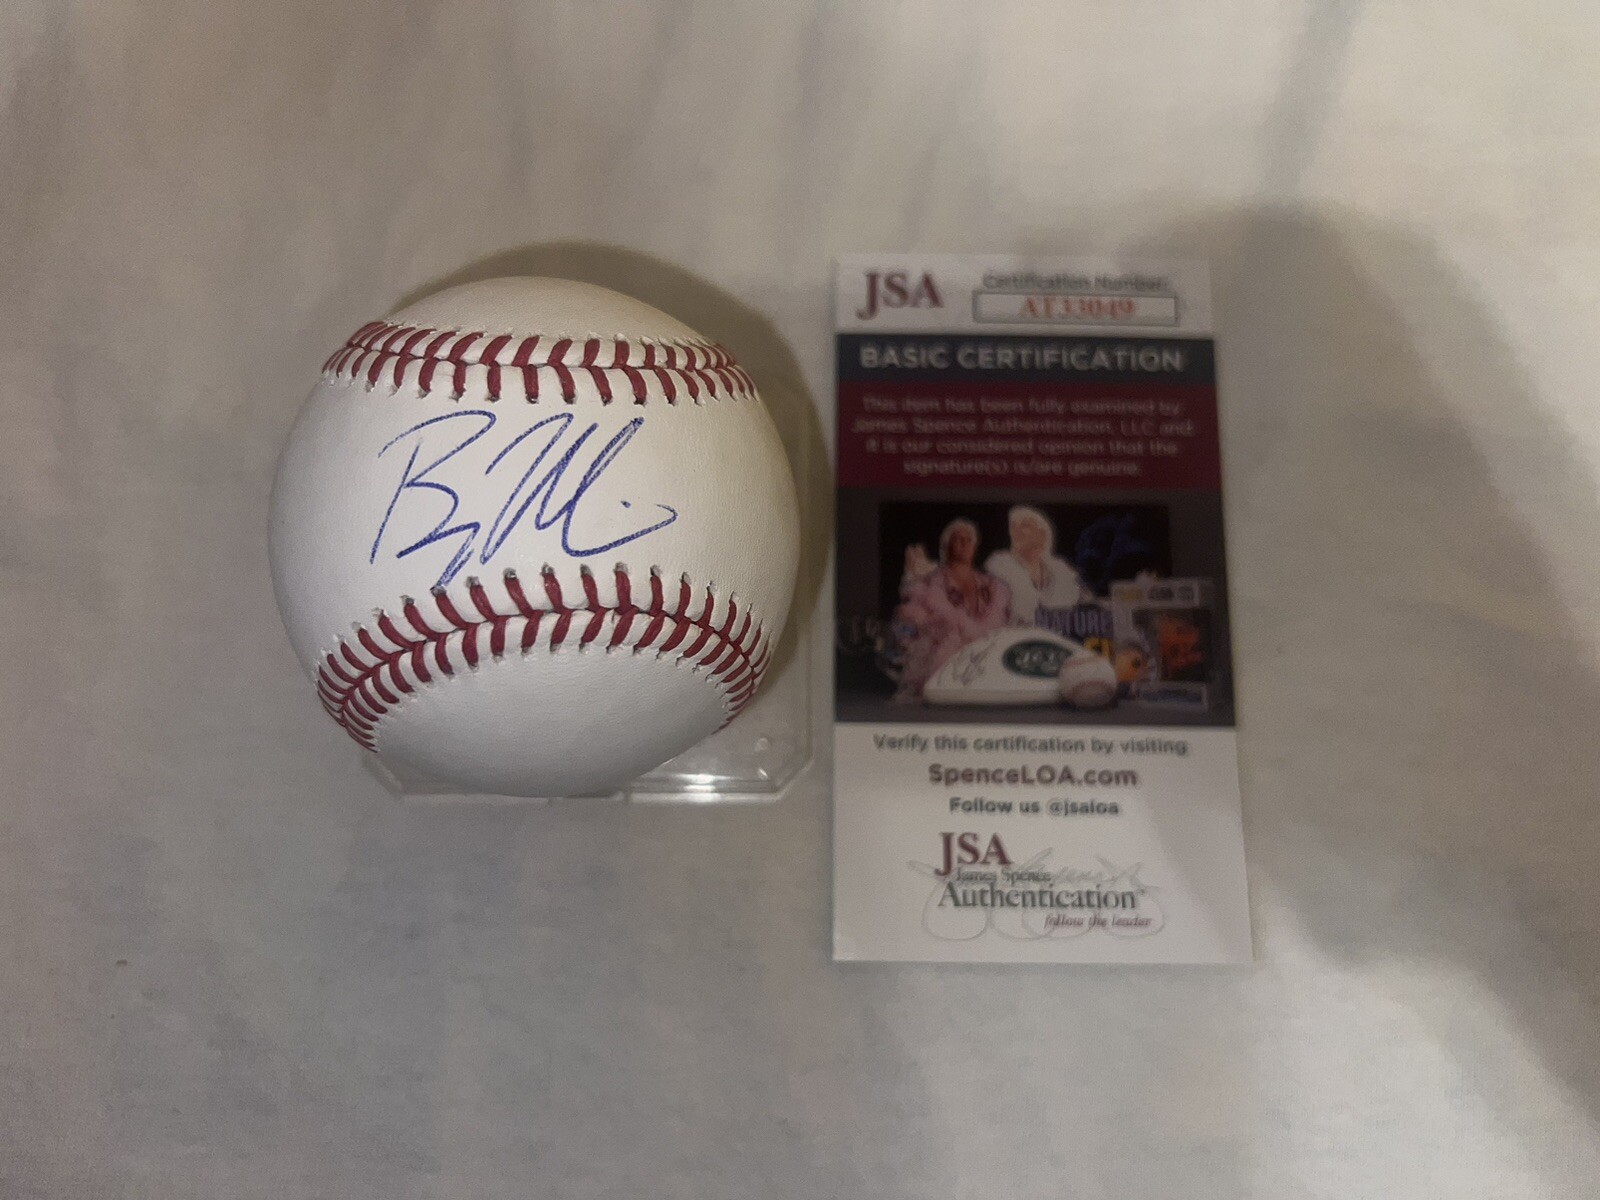 JSA
Certification Number:
AT33049
BASIC CERTIFICATION
This item has been fully examined by
James Spence Authentication, LLC and
it is our considered opinion that the
signature(s) is/are genuine.
NATURE
JETS
Verify this certification by visiting
SpenceLOA.com
Follow us @jsaloa
JSA
James Spence
Authentication
follow the leader